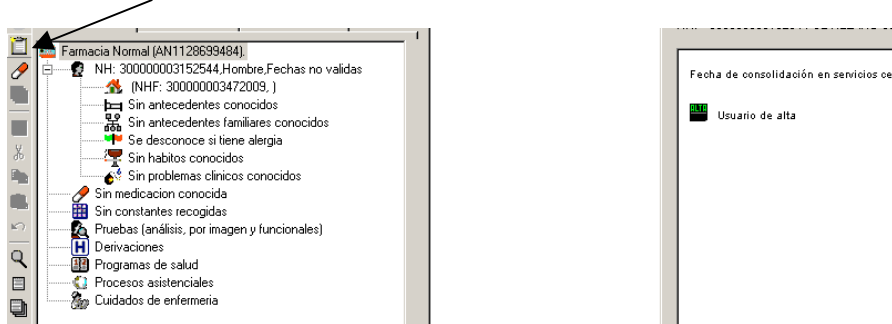 Farmacia Normal (AN1128699484).
NH: 300000003152544,Hombre,Fechas no validas
(NHF: 300000003472009, )
Sin antecedentes conocidos
Sin antecedentes familiares conocidos
Se desconoce si tiene alergia
Sin habitos conocidos
Sin problemas clinicos conocidos
Sin medicacion conocida
Sin constantes recogidas
Pruebas (análisis, por imagen y funcionales)
H Derivaciones
Programas de salud
Procesos asistenciales
Cuidados de enfermeria
Fecha de consolidación en servicios ce
ALTA Usuario de alta